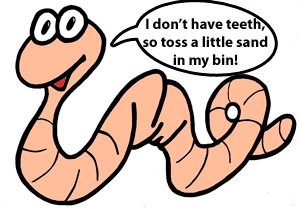 I don't have teeth,
so toss a little sand
in my bin!